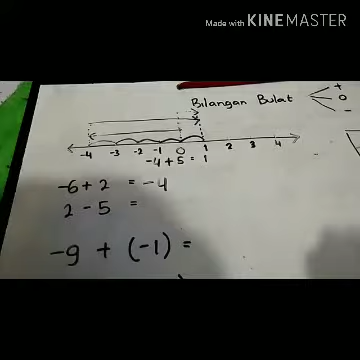 Made with KINEMASTER
Bilangan Bulat
+
0
-
-4 -3 -2 -1 0 1 2 3 4
-4 + 5 = 1
-6 + 2 = -4
2 - 5 =
-9 + (-1) =